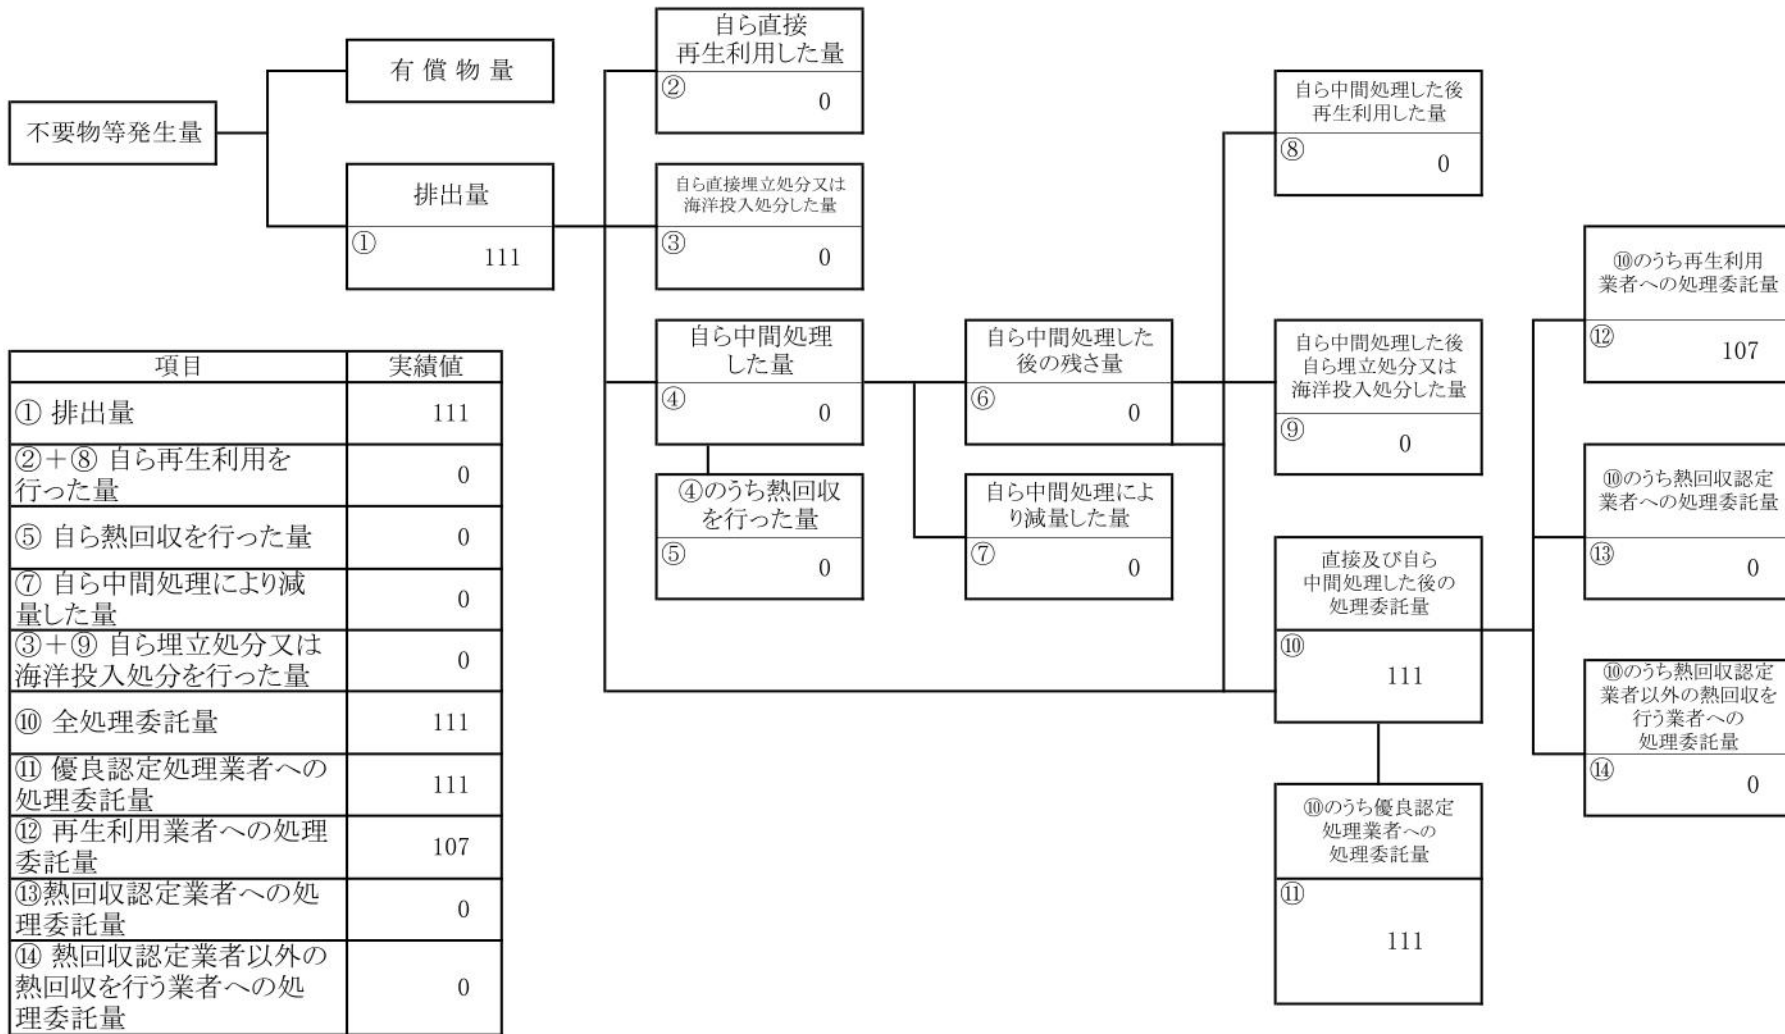 不要物等発生量
有 償 物 量
排出量
①
111
自ら直接
再生利用した量
②
0
自ら直接埋立処分又は
海洋投入処分した量
③
0
自ら中間処理
した量
④
0
④のうち熱回収
を行った量
⑤
0
自ら中間処理した
後の残さ量
⑥
0
自ら中間処理によ
り減量した量
⑦
0
自ら中間処理した後
再生利用した量
⑧
0
自ら中間処理した後
自ら埋立処分又は
海洋投入処分した量
⑨
0
直接及び自ら
中間処理した後の
処理委託量
⑩
111
⑩のうち優良認定
処理業者への
処理委託量
⑪
111
⑩のうち再生利用
業者への処理委託量
⑫
107
⑩のうち熱回収認定
業者への処理委託量
⑬
0
⑩のうち熱回収認定
業者以外の熱回収を
行う業者への
処理委託量
⑭
0
項目 実績値
① 排出量 111
②+⑧ 自ら再生利用を
行った量 0
⑤ 自ら熱回収を行った量 0
⑦ 自ら中間処理により減
量した量 0
③+⑨ 自ら埋立処分又は
海洋投入処分を行った量 0
⑩ 全処理委託量 111
⑪ 優良認定処理業者への
処理委託量 111
⑫ 再生利用業者への処理
委託量 107
⑬熱回収認定業者への処
理委託量 0
⑭ 熱回収認定業者以外の
熱回収を行う業者への処
理委託量 0